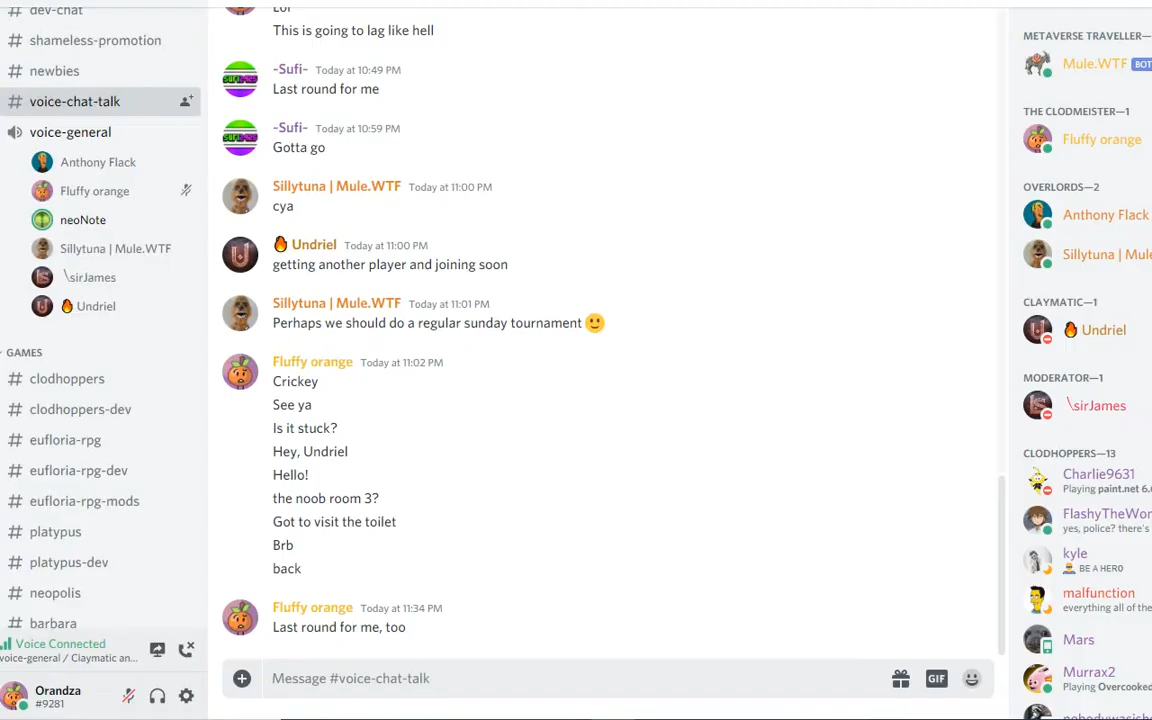 # dev-chat
# shameless-promotion
# newbies
# voice-chat-talk
voice-general
Anthony Flack
Fluffy orange
neoNote
Sillytuna | Mule.WTF
\sirJames
Undriel
GAMES
# clodhoppers
# clodhoppers-dev
# eufloria-rpg
# eufloria-rpg-dev
# eufloria-rpg-mods
# platypus
# platypus-dev
# neopolis
# barbara
Voice Connected
voice-general / Claymatic an...
Orandza
#9281
Lol
This is going to lag like hell
-Sufi- Today at 10:49 PM
Last round for me
-Sufi- Today at 10:59 PM
Gotta go
Sillytuna | Mule.WTF Today at 11:00 PM
cya
Undriel Today at 11:00 PM
getting another player and joining soon
Sillytuna | Mule.WTF Today at 11:01 PM
Perhaps we should do a regular sunday tournament 🙂
Fluffy orange Today at 11:02 PM
Crickey
See ya
Is it stuck?
Hey, Undriel
Hello!
the noob room 3?
Got to visit the toilet
Brb
back
Fluffy orange Today at 11:34 PM
Last round for me, too
Message #voice-chat-talk
GIF
METAVERSE TRAVELLER—
Mule.WTF BOT
THE CLODMEISTER—1
Fluffy orange
OVERLORDS—2
Anthony Flack
Sillytuna | Mule
CLAYMATIC—1
Undriel
MODERATOR—1
\sirJames
CLODHOPPERS—13
Charlie9631
Playing paint.net
FlashyTheWor
yes, police? there's
kyle
BE A HERO
malfunction
everything all of the
Mars
Murrax2
Playing Overcooked